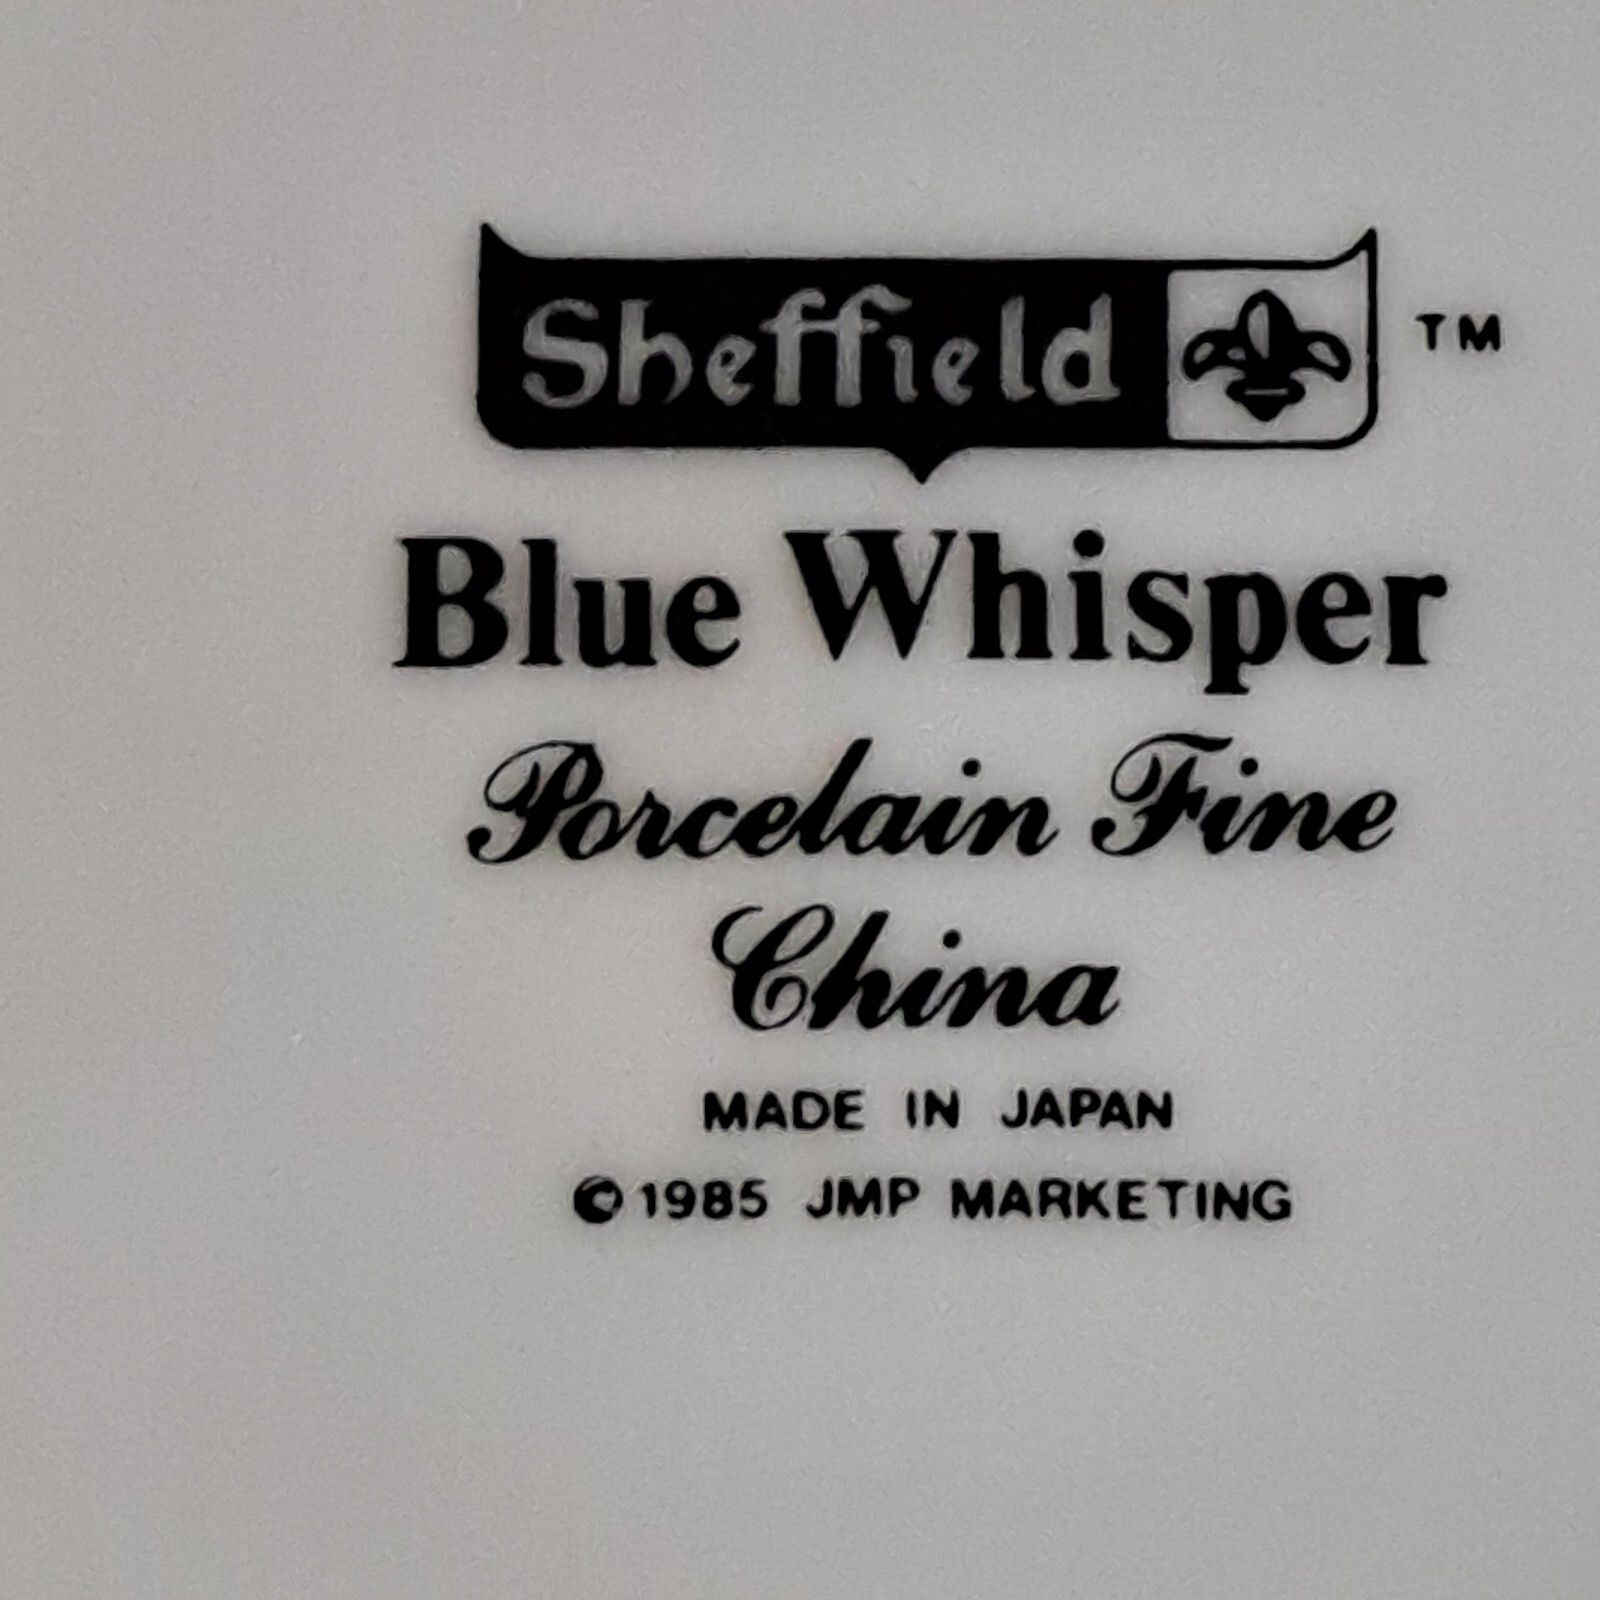 Sheffield TM
Blue Whisper
Porcelain Fine
China
MADE IN JAPAN
© 1985 JMP MARKETING